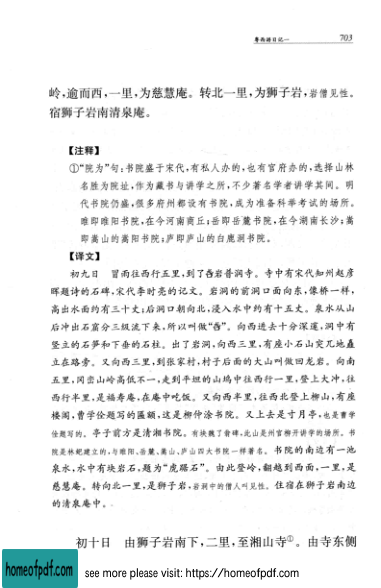 粤西游日记一 703
岭，逾而西，一里，为慈慧庵。转北一里，为狮子岩，岩僧见性。
宿狮子岩南清泉庵。
【注释】
①“院为”句：书院盛于宋代，有私人办的，也有官府办的，选择山林
名胜为院址，作为藏书与讲学之所，不少著名学者讲学其间。明
代书院仍盛，很多府州都设有书院，成为准备科举考试的场所。
睢即睢阳书院，在今河南商丘；岳即岳麓书院，在今湖南长沙；嵩
即嵩山的嵩阳书院；庐即庐山的白鹿洞书院。
【译文】
初九日 冒雨往西行五里，到了砻岩普润寺。寺中有宋代知州赵彦
晖题诗的石碑，宋代李时亮的记文。岩洞的前洞口面向东，像桥一样，
高出水面约有三十丈；后洞口朝向北，浸入水中约有十五丈。泉水从山
后冲出石窟分三级流下来，所以叫做“砻”。向西进去十分深邃，洞中有
竖立的石笋和下垂的石柱。出了岩洞，向西三里，有座小石山突兀地矗
立在路旁。又向西三里，到张家村，村子后面的大山叫做回龙岩。向南
五里，冈峦山岭高低不一，走到平坦的山坞中往西行一里，登上大冲，往
西行半里，是福寿庵，在庵中吃饭。又向西半里，往西北登上柳山，有座
楼阁，曹学佺题写的匾额，这是柳仲涂书院。又上去是寸月亭，也是曹学
佺题写的。亭子前方是清湘书院。有块魏了翁碑，此山是州官柳开讲学的场所。书
院是林岊建立的，与睢阳、岳麓、嵩山、庐山四大书院一样著名。书院的南边有一池
泉水，水中有块岩石，题为“虎砾石”。由此登岭，翻越到西面，一里，是
慈慧庵。转向北一里，是狮子岩，岩洞中的僧人叫见性。住宿在狮子岩南边
的清泉庵中。
初十日 由狮子岩南下，二里，至湘山寺①。由寺东侧
homeofpdf.com see more please visit: https://homeofpdf.com